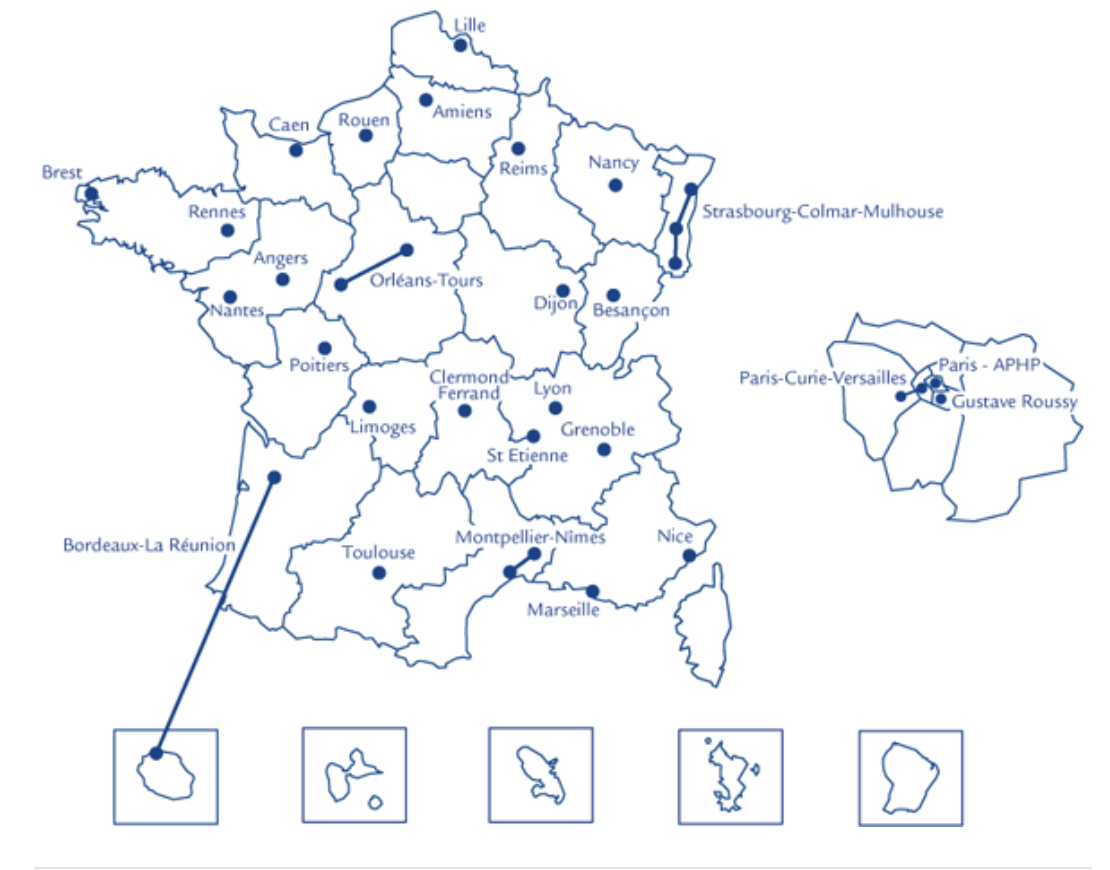 Lille
Amiens
Rouen
Caen
Reims
Nancy
Brest
Rennes
Strasbourg-Colmar-Mulhouse
Angers
Orléans-Tours
Nantes
Dijon
Besançon
Poitiers
Clermond
Ferrand
Lyon
Limoges
Grenoble
St Etienne
Paris - APHP
Paris-Curie-Versailles
Gustave Roussy
Bordeaux-La Réunion
Toulouse
Montpellier-Nîmes
Nice
Marseille